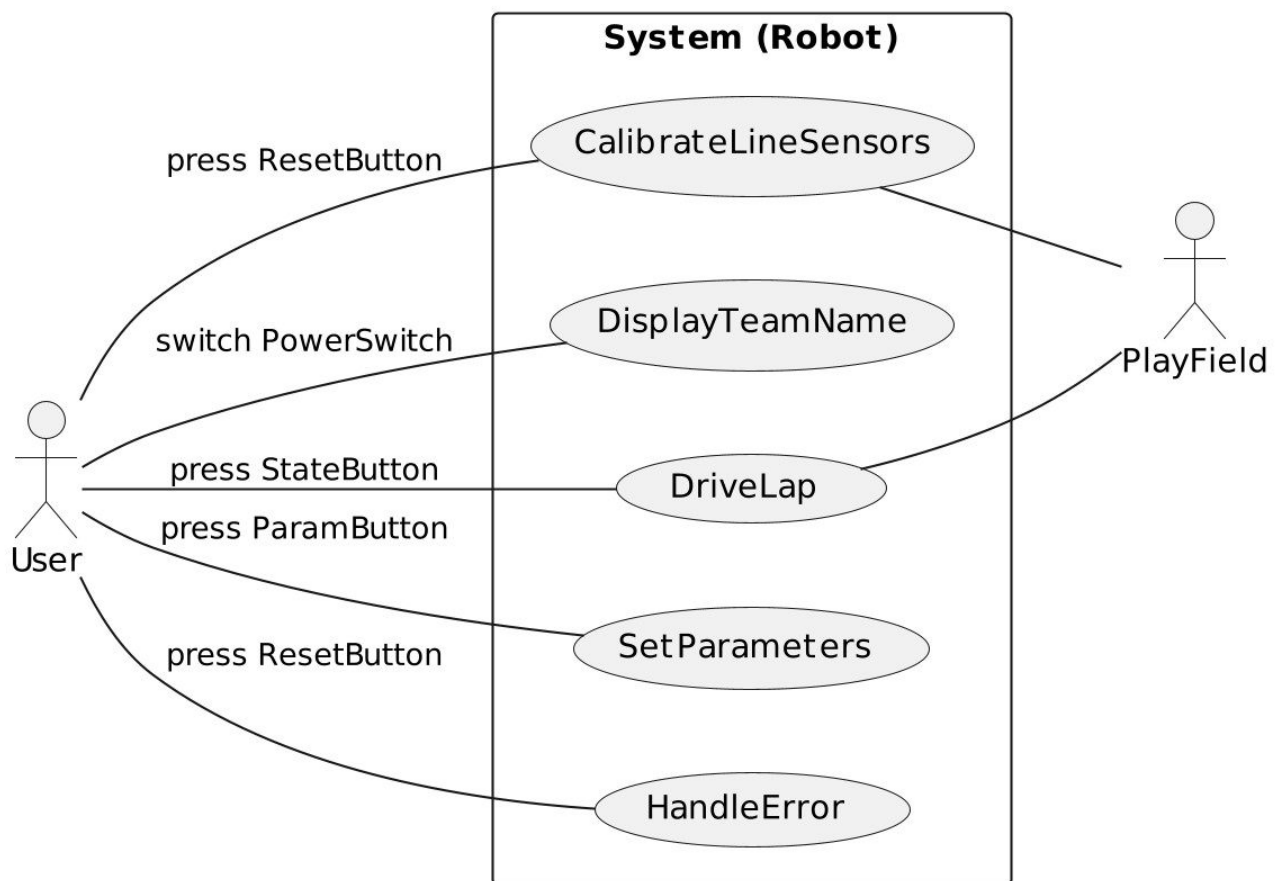 System (Robot)
CalibrateLineSensors
press ResetButton
DisplayTeamName
switch PowerSwitch
PlayField
press StateButton
DriveLap
press ParamButton
User
SetParameters
press ResetButton
HandleError